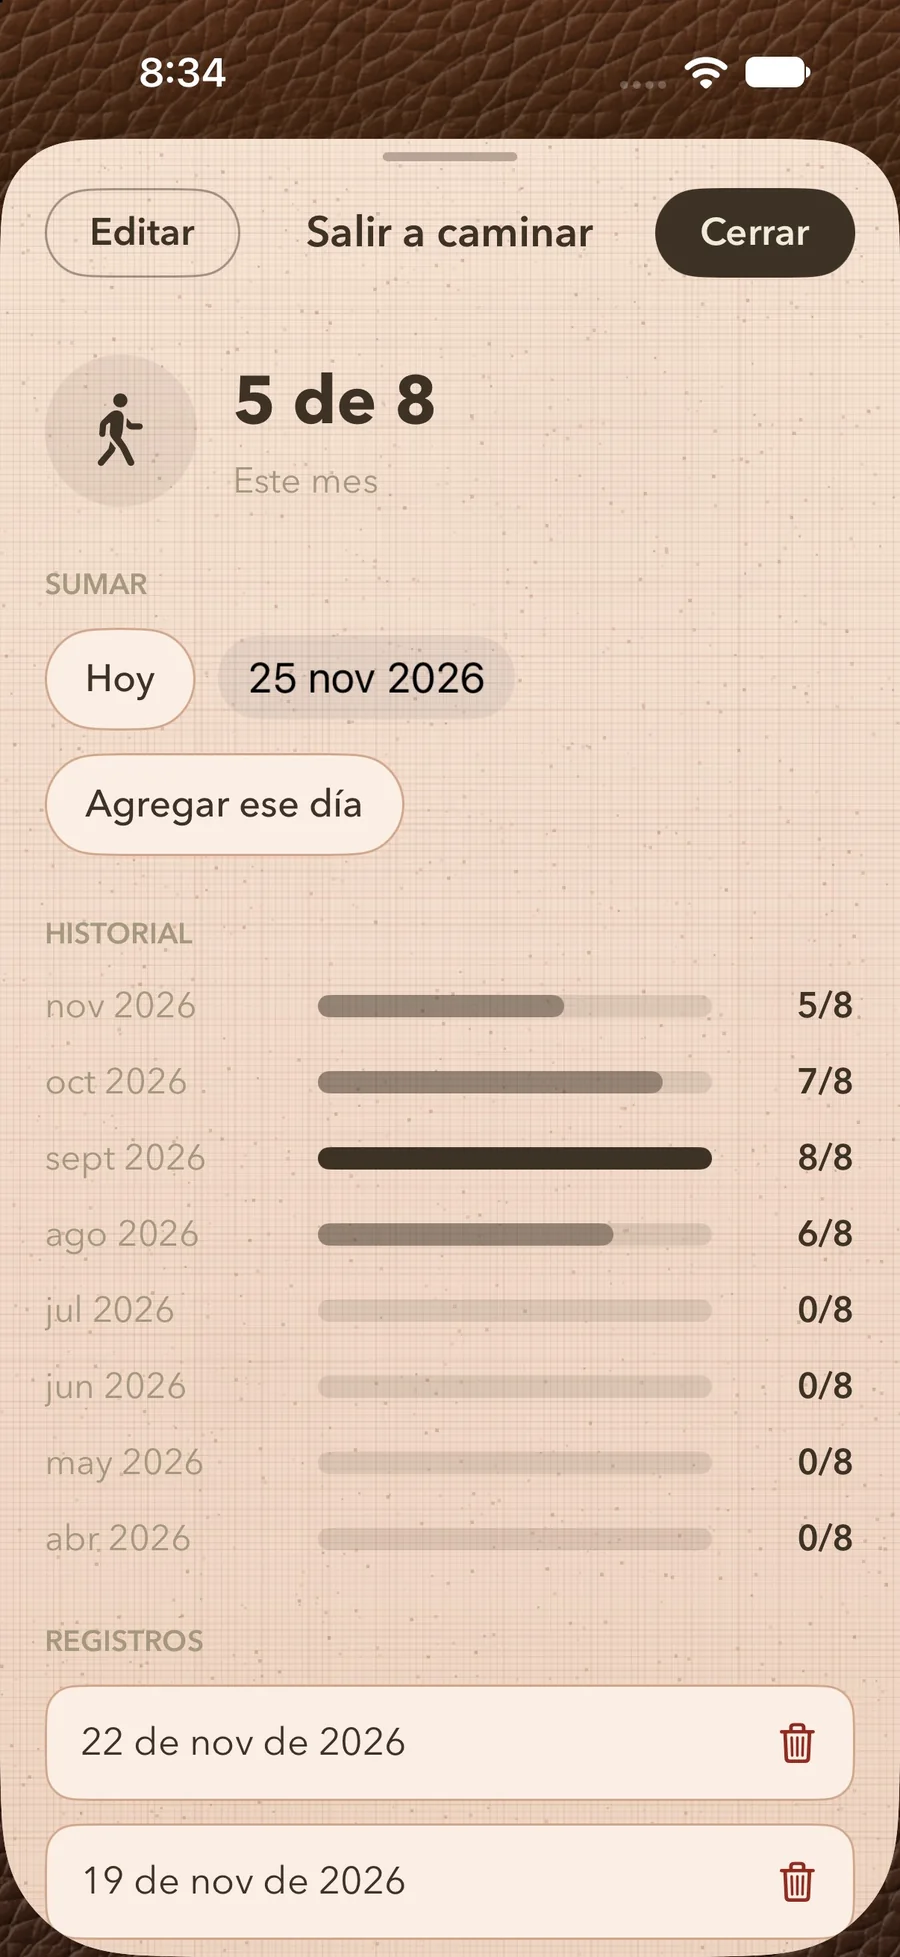 8:34
Editar
Salir a caminar
Cerrar
5 de 8
Este mes
SUMAR
Hoy
25 nov 2026
Agregar ese día
HISTORIAL
nov 2026 5/8
oct 2026 7/8
sept 2026 8/8
ago 2026 6/8
jul 2026 0/8
jun 2026 0/8
may 2026 0/8
abr 2026 0/8
REGISTROS
22 de nov de 2026
19 de nov de 2026